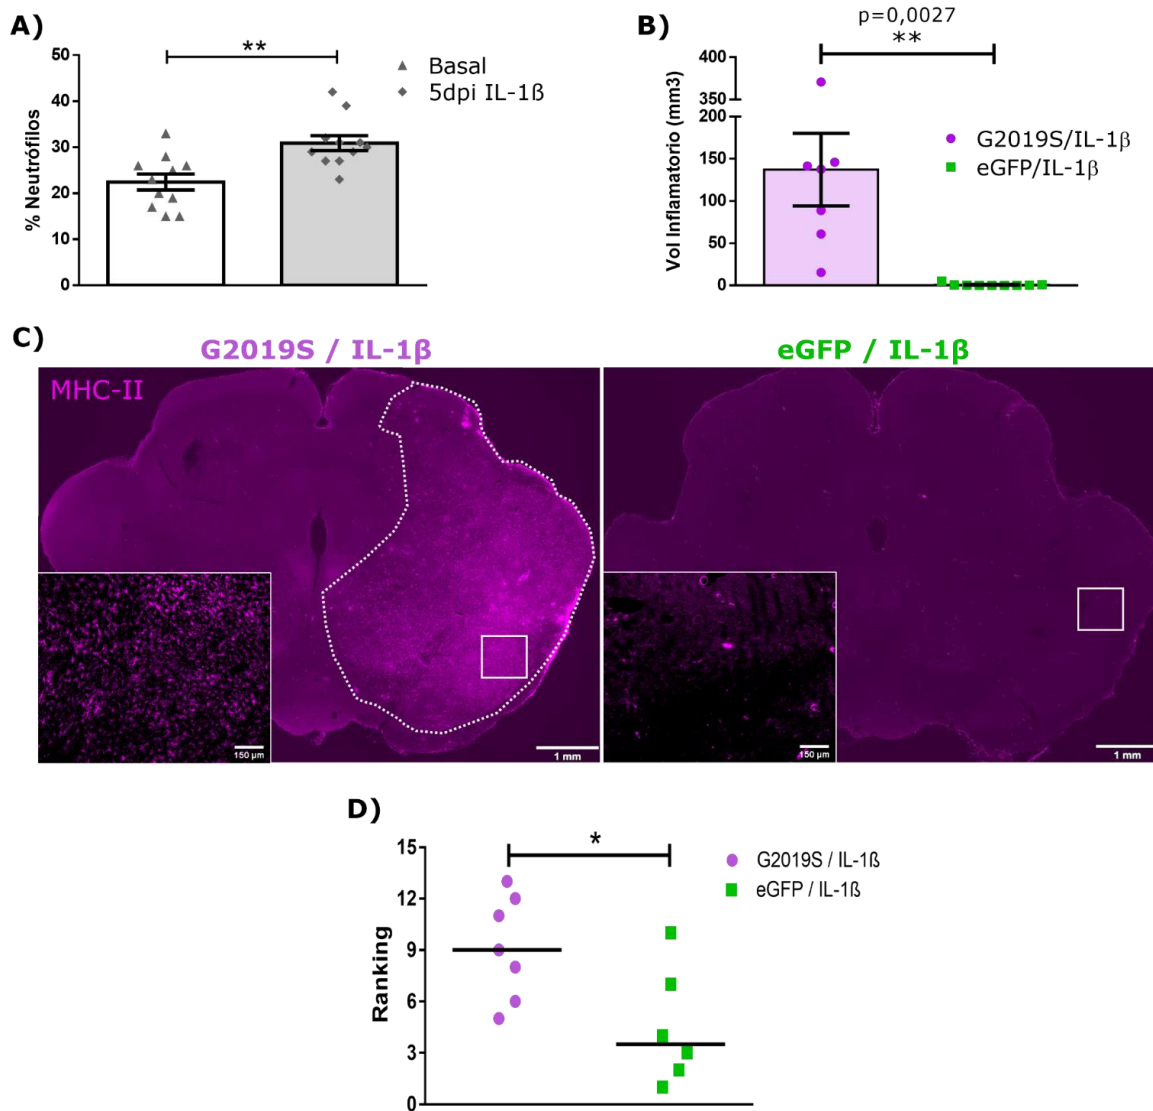 A)
**
50
40
30
20
10
0
% Neutrófilos
Basal
5dpi IL-1ß
B)
p=0,0027
**
400
350
200
150
100
50
0
Vol Inflamatorio (mm3)
G2019S/IL-1β
eGFP/IL-1β
C)
G2019S / IL-1β
eGFP / IL-1β
MHC-II
150 µm
1 mm
150 µm
1 mm
D)
*
15
12
9
6
3
0
Ranking
G2019S / IL-1ß
eGFP / IL-1ß